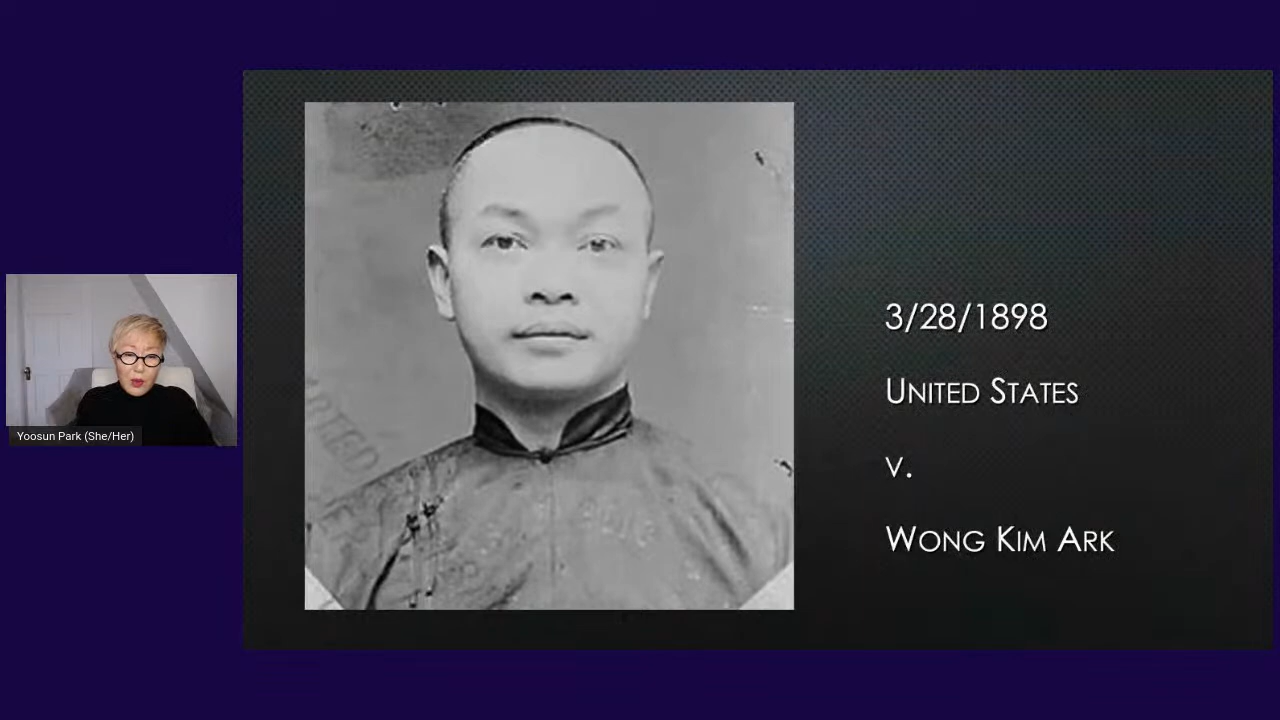 3/28/1898
United States
v.
Wong Kim Ark
Yoosun Park (She/Her)